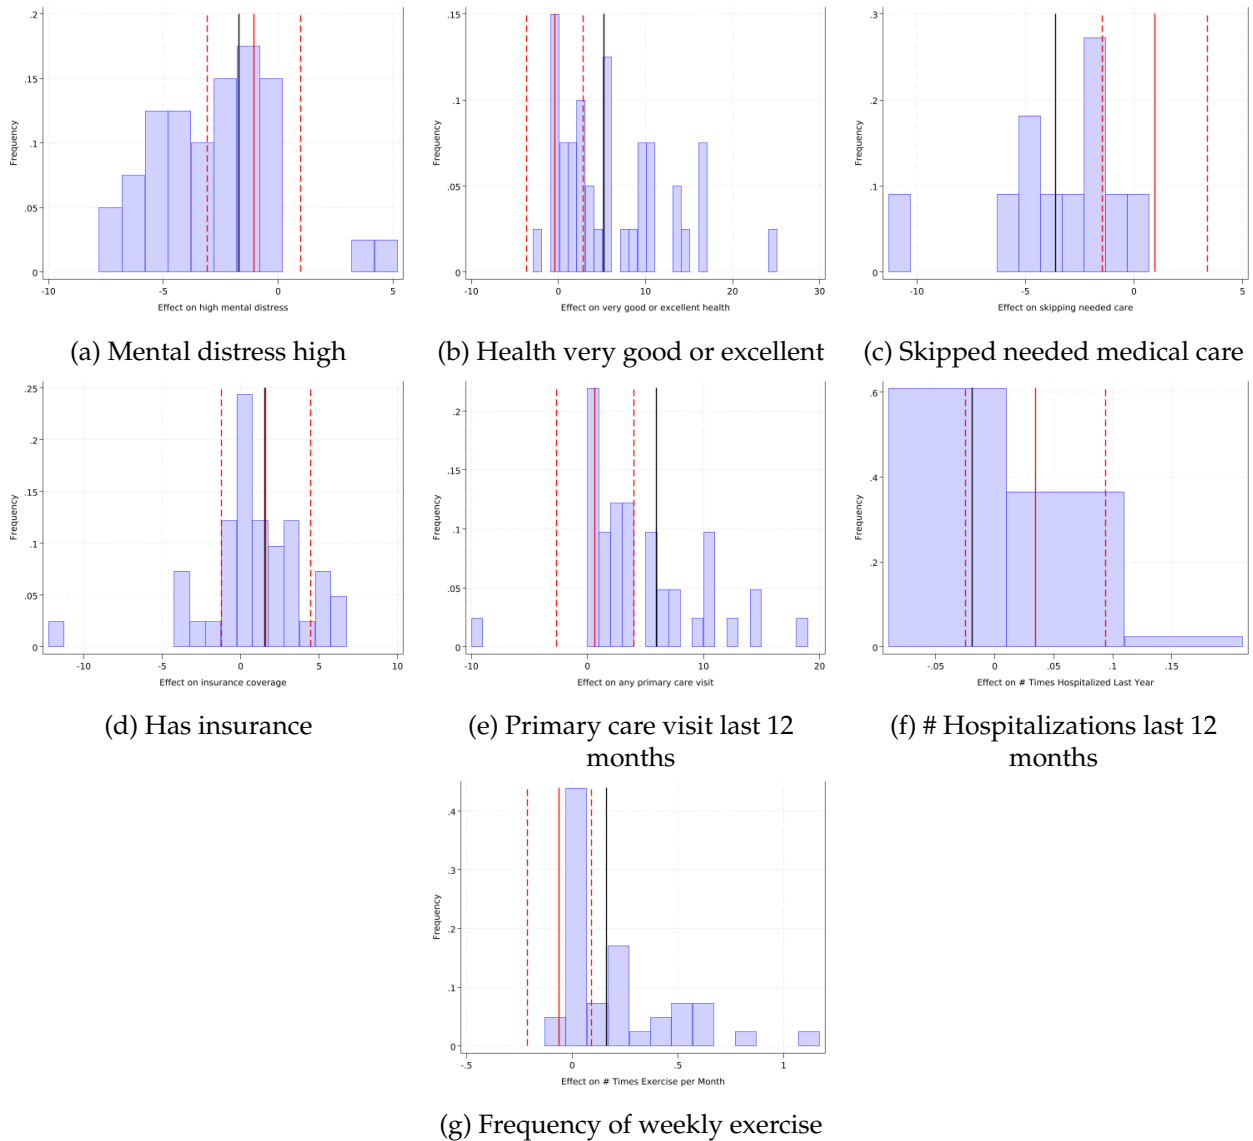 .2
.15
.1
.05
0
Frequency
-10 -5 0 5
Effect on high mental distress
(a) Mental distress high
.15
.1
.05
0
Frequency
-10 0 10 20 30
Effect on very good or excellent health
(b) Health very good or excellent
.3
.2
.1
0
Frequency
-10 -5 0 5
Effect on skipping needed care
(c) Skipped needed medical care
.25
.2
.15
.1
.05
0
Frequency
-10 -5 0 5 10
Effect on insurance coverage
(d) Has insurance
.2
.15
.1
.05
0
Frequency
-10 0 10 20
Effect on any primary care visit
(e) Primary care visit last 12
months
.6
.4
.2
0
Frequency
-.05 0 .05 .1 .15
Effect on # Times Hospitalized Last Year
(f) # Hospitalizations last 12
months
.4
.3
.2
.1
0
Frequency
-.5 0 .5 1
Effect on # Times Exercise per Month
(g) Frequency of weekly exercise